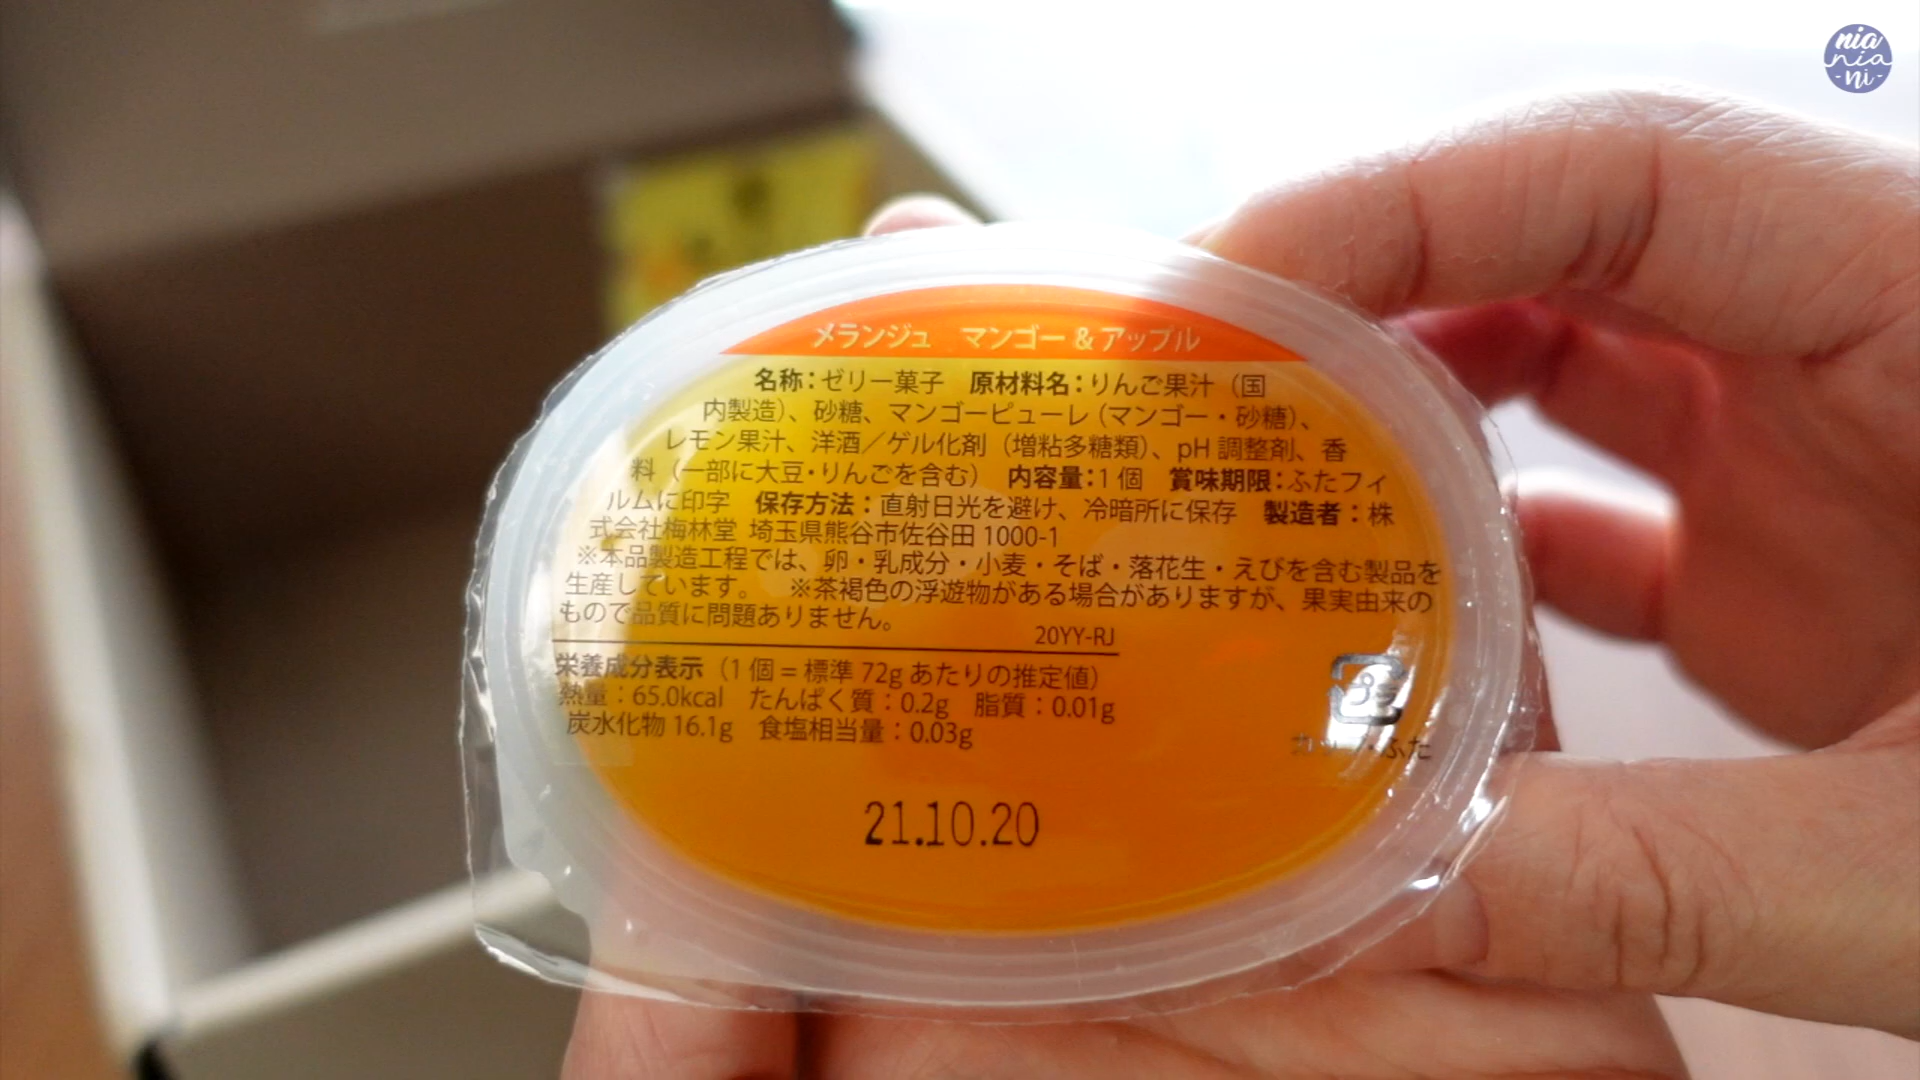 nia
nia
-ni-
メランジュ　マンゴー＆アップル
名称：ゼリー菓子　原材料名：りんご果汁（国
内製造）、砂糖、マンゴーピューレ（マンゴー・砂糖）、
レモン果汁、洋酒／ゲル化剤（増粘多糖類）、pH調整剤、香
料（一部に大豆・りんごを含む）　内容量：1個　賞味期限：ふたフィ
ルムに印字　保存方法：直射日光を避け、冷暗所に保存　製造者：株
式会社梅林堂 埼玉県熊谷市佐谷田 1000-1
※本品製造工程では、卵・乳成分・小麦・そば・落花生・えびを含む製品を
生産しています。　※茶褐色の浮遊物がある場合がありますが、果実由来の
もので品質に問題ありません。
20YY-RJ
栄養成分表示（1個＝標準 72g あたりの推定値）
熱量：65.0kcal　たんぱく質：0.2g　脂質：0.01g
炭水化物 16.1g　食塩相当量：0.03g
プラ
カップ・ふた
21.10.20